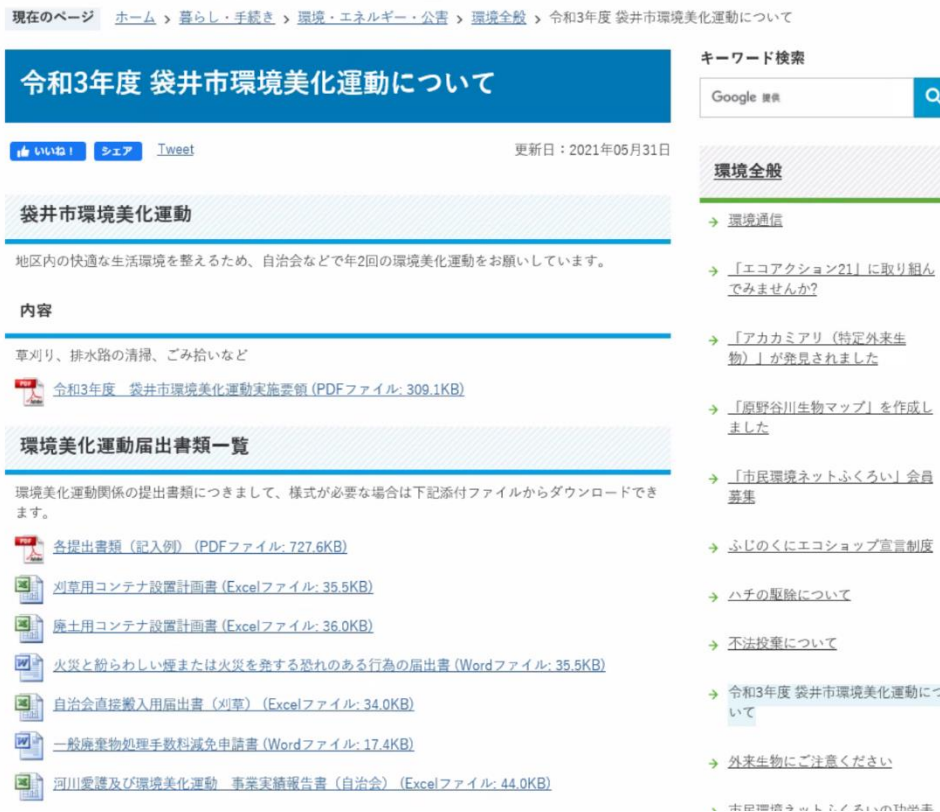 現在のページ ホーム > 暮らし・手続き > 環境・エネルギー・公害 > 環境全般 > 令和3年度 袋井市環境美化運動について
令和3年度 袋井市環境美化運動について
いいね！ シェア Tweet
更新日：2021年05月31日
袋井市環境美化運動
地区内の快適な生活環境を整えるため、自治会などで年2回の環境美化運動をお願いしています。
内容
草刈り、排水路の清掃、ごみ拾いなど
令和3年度　袋井市環境美化運動実施要領 (PDFファイル: 309.1KB)
環境美化運動届出書類一覧
環境美化運動関係の提出書類につきまして、様式が必要な場合は下記添付ファイルからダウンロードでき
ます。
各提出書類（記入例） (PDFファイル: 727.6KB)
刈草用コンテナ設置計画書 (Excelファイル: 35.5KB)
廃土用コンテナ設置計画書 (Excelファイル: 36.0KB)
火災と紛らわしい煙または火災を発する恐れのある行為の届出書 (Wordファイル: 35.5KB)
自治会直接搬入用届出書（刈草） (Excelファイル: 34.0KB)
一般廃棄物処理手数料減免申請書 (Wordファイル: 17.4KB)
河川愛護及び環境美化運動　事業実績報告書（自治会） (Excelファイル: 44.0KB)
キーワード検索
Google 提供
環境全般
環境通信
「エコアクション21」に取り組ん
でみませんか?
「アカカミアリ（特定外来生
物）」が発見されました
「原野谷川生物マップ」を作成し
ました
「市民環境ネットふくろい」会員
募集
ふじのくにエコショップ宣言制度
ハチの駆除について
不法投棄について
令和3年度 袋井市環境美化運動につ
いて
外来生物にご注意ください